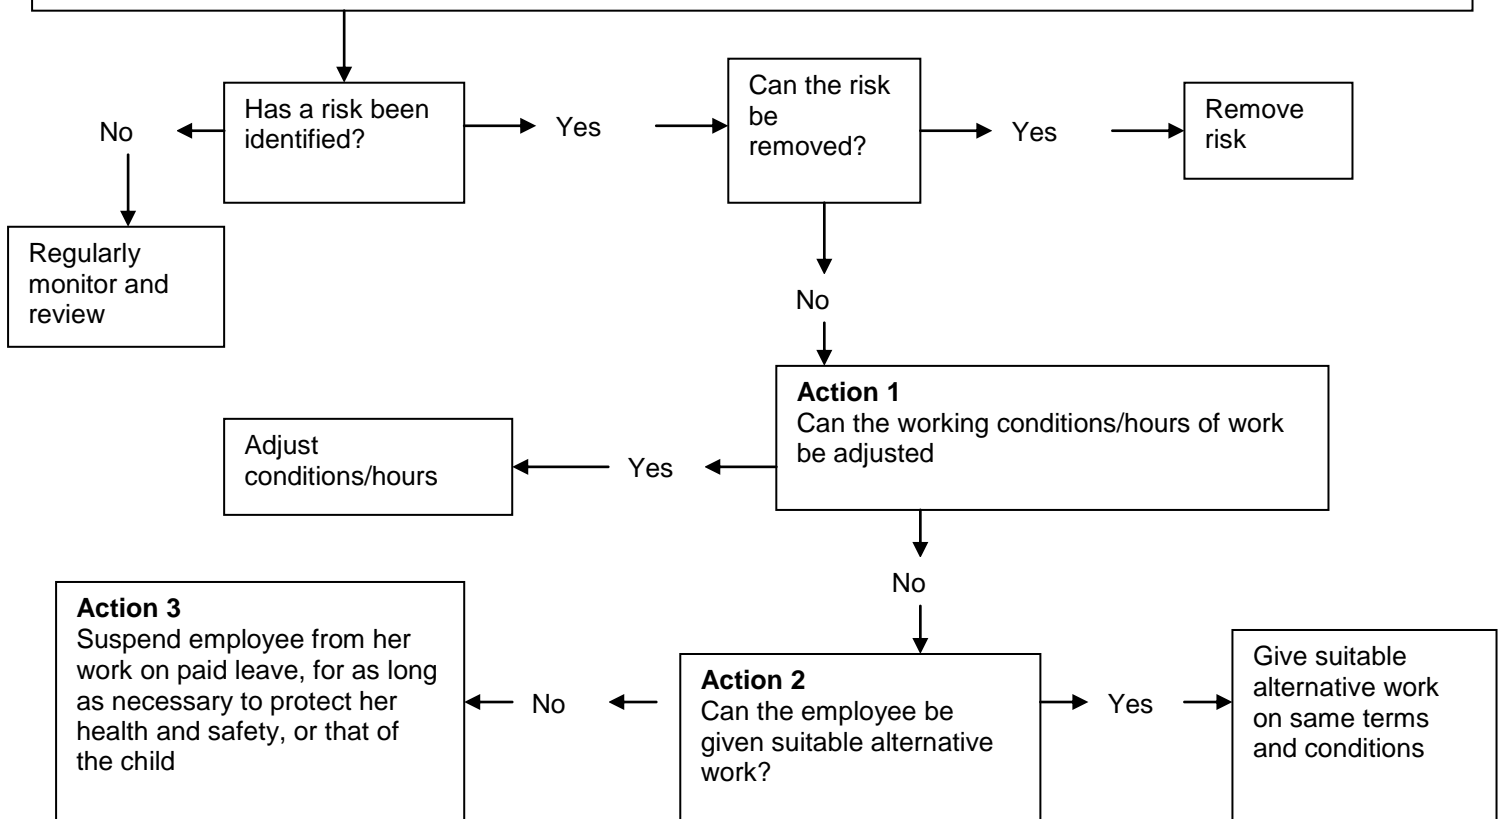 Has a risk been
identified?
No
Yes
Can the risk
be
removed?
Yes
Remove
risk
Regularly
monitor and
review
No
Action 1
Can the working conditions/hours of work
be adjusted
Yes
Adjust
conditions/hours
No
Action 2
Can the employee be
given suitable alternative
work?
Yes
Give suitable
alternative work
on same terms
and conditions
No
Action 3
Suspend employee from her
work on paid leave, for as long
as necessary to protect her
health and safety, or that of
the child